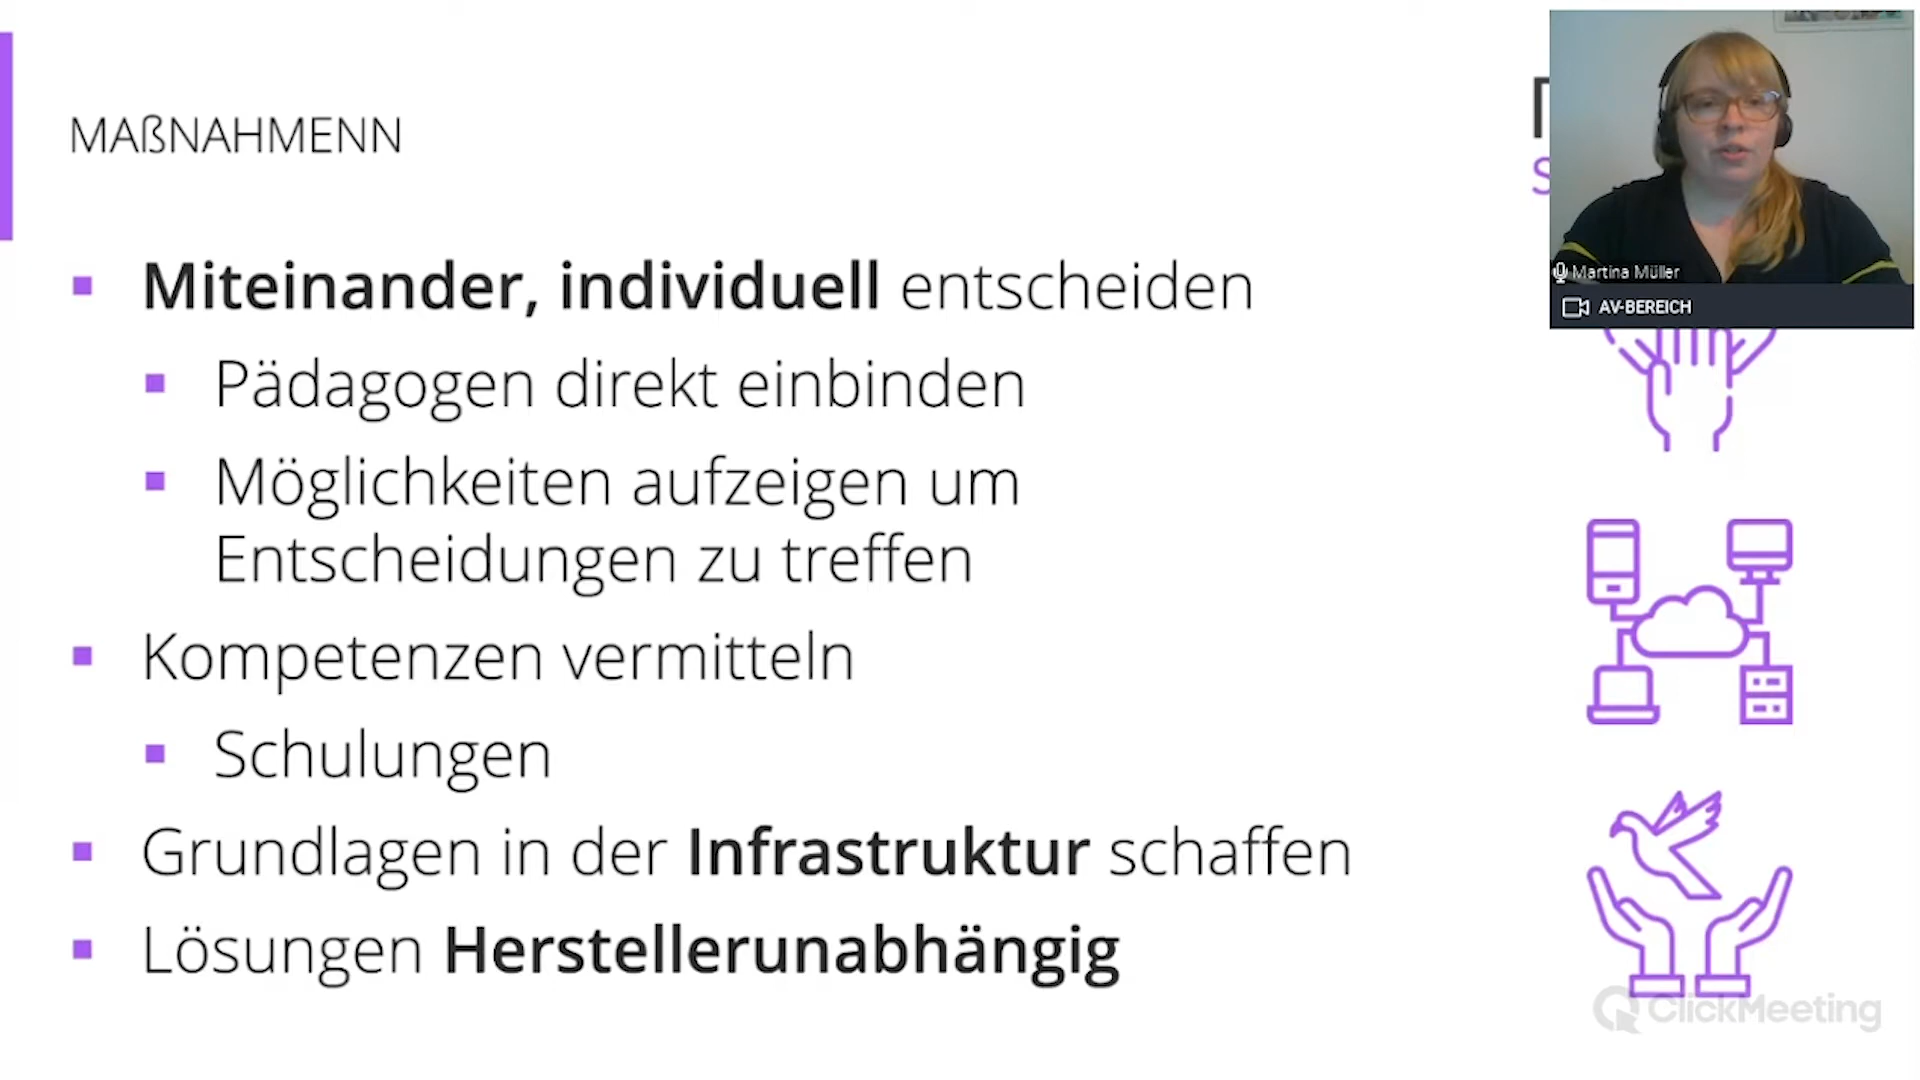 MAßNAHMENN
Miteinander, individuell entscheiden
Pädagogen direkt einbinden
Möglichkeiten aufzeigen um
Entscheidungen zu treffen
Kompetenzen vermitteln
Schulungen
Grundlagen in der Infrastruktur schaffen
Lösungen Herstellerunabhängig
Martina Müller
AV-BEREICH
ClickMeeting